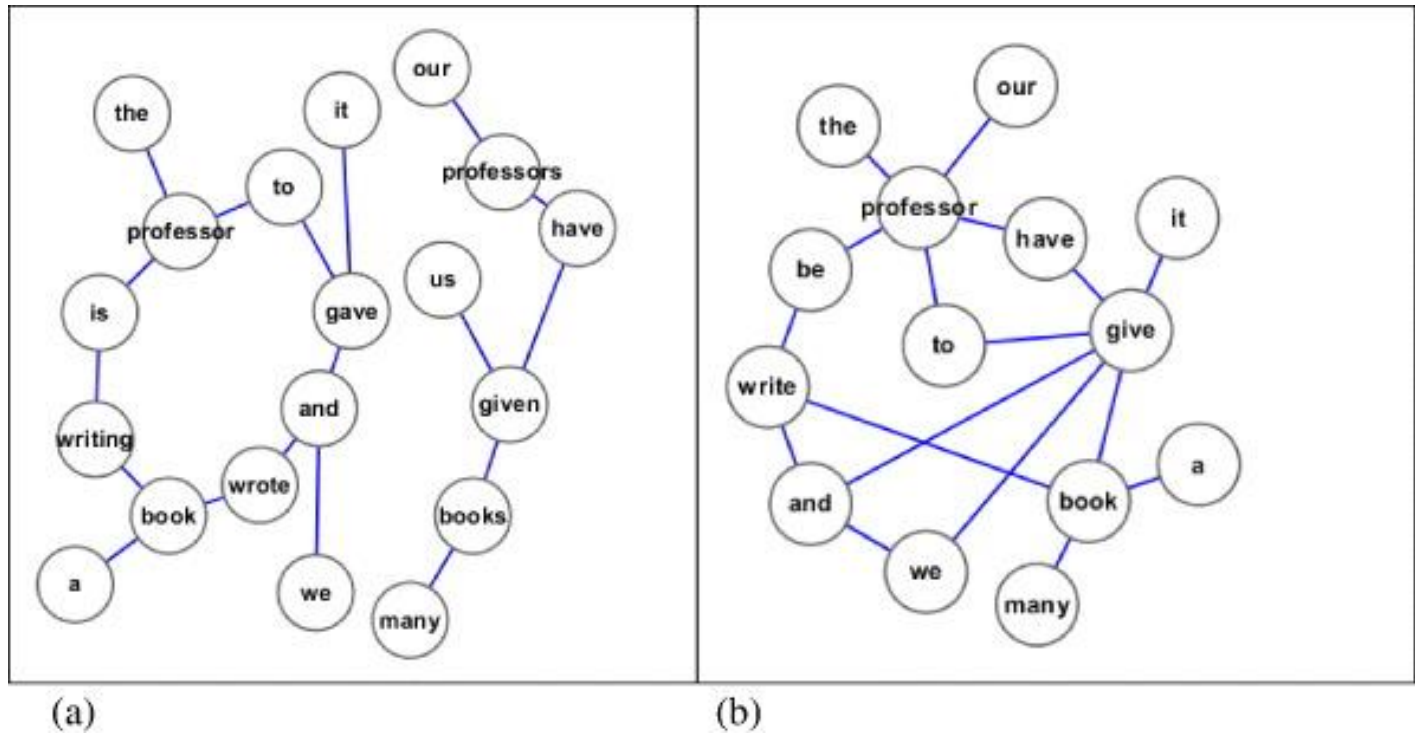 our
the
it
professors
to
have
professor
us
is
gave
and
given
writing
wrote
book
books
a
we
many
our
the
professor
it
have
be
give
to
write
a
book
and
we
many
(a)
(b)